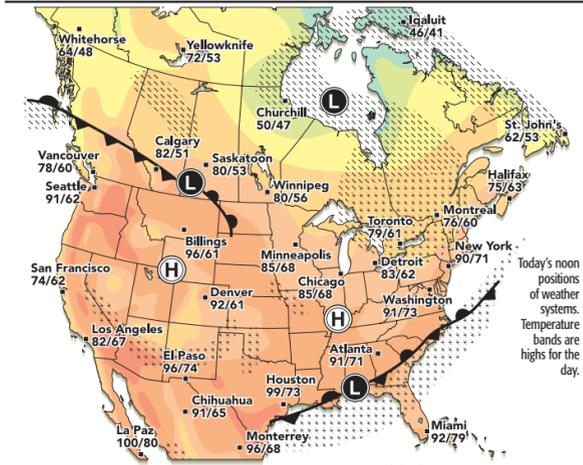 Iqaluit
46/41
Whitehorse
64/48
Yellowknife
72/53
L
Churchill
50/47
St. John's
62/53
Calgary
82/51
Vancouver
78/60
Saskatoon
80/53
Halifax
75/63
L
Seattle
91/62
Winnipeg
80/56
Montreal
76/60
Toronto
79/61
Billings
96/61
Minneapolis
85/68
New York
90/71
Detroit
83/62
H
San Francisco
74/62
Chicago
85/68
Denver
92/61
Washington
91/73
Today's noon
positions
of weather
systems.
Temperature
bands are
highs for the
day.
H
Los Angeles
82/67
Atlanta
91/71
El Paso
96/74
Houston
99/73
L
Chihuahua
91/65
La Paz
100/80
Monterrey
96/68
Miami
92/79